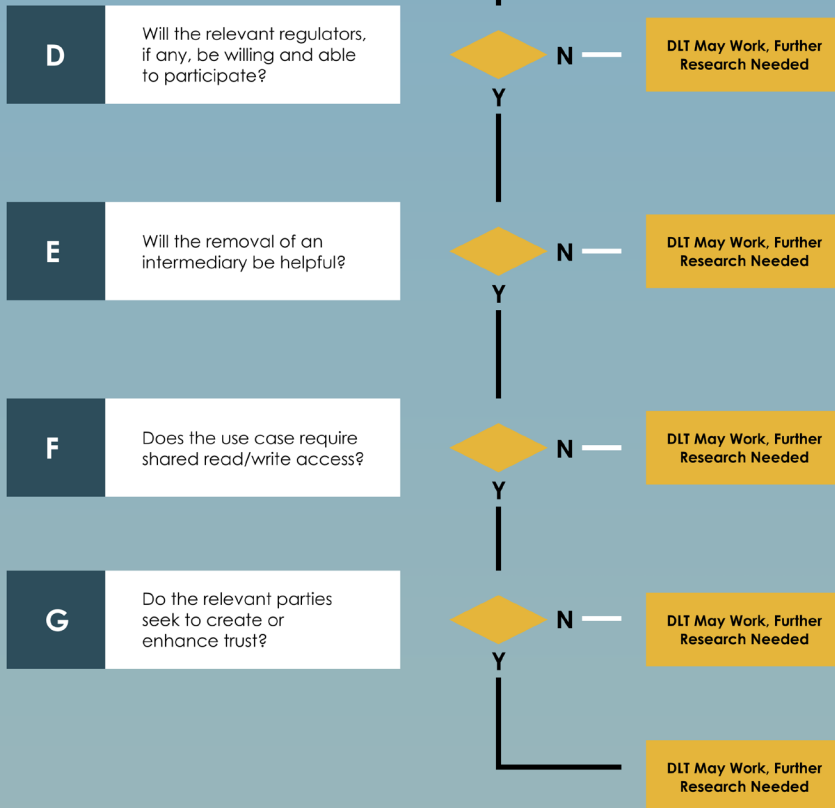 D
Will the relevant regulators,
if any, be willing and able
to participate?
N
DLT May Work, Further
Research Needed
Y
E
Will the removal of an
intermediary be helpful?
N
DLT May Work, Further
Research Needed
Y
F
Does the use case require
shared read/write access?
N
DLT May Work, Further
Research Needed
Y
G
Do the relevant parties
seek to create or
enhance trust?
N
DLT May Work, Further
Research Needed
Y
DLT May Work, Further
Research Needed